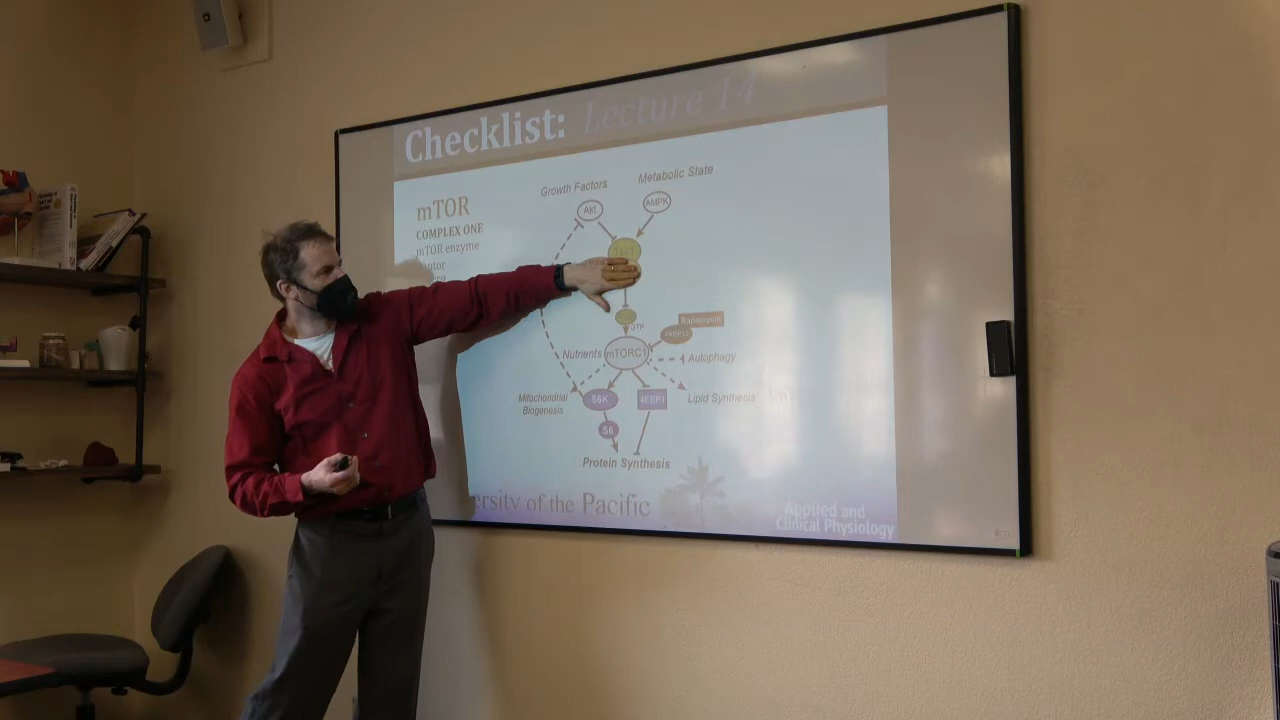 Checklist: Lecture 14
mTOR
COMPLEX ONE
mTOR enzyme
Growth Factors
Metabolic State
Akt
AMPK
GTP
Rapamycin
FKBP12
Nutrients
mTORC1
Autophagy
Mitochondrial
Biogenesis
S6K
4EBP1
Lipid Synthesis
S6
Protein Synthesis
ersity of the Pacific
Applied and
Clinical Physiology